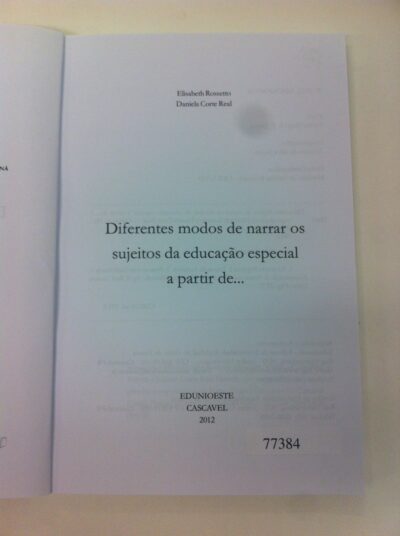 Elisabeth Rossetto
Daniela Corte Real
Diferentes modos de narrar os
sujeitos da educação especial
a partir de...
EDUNIOESTE
CASCAVEL
2012
77384